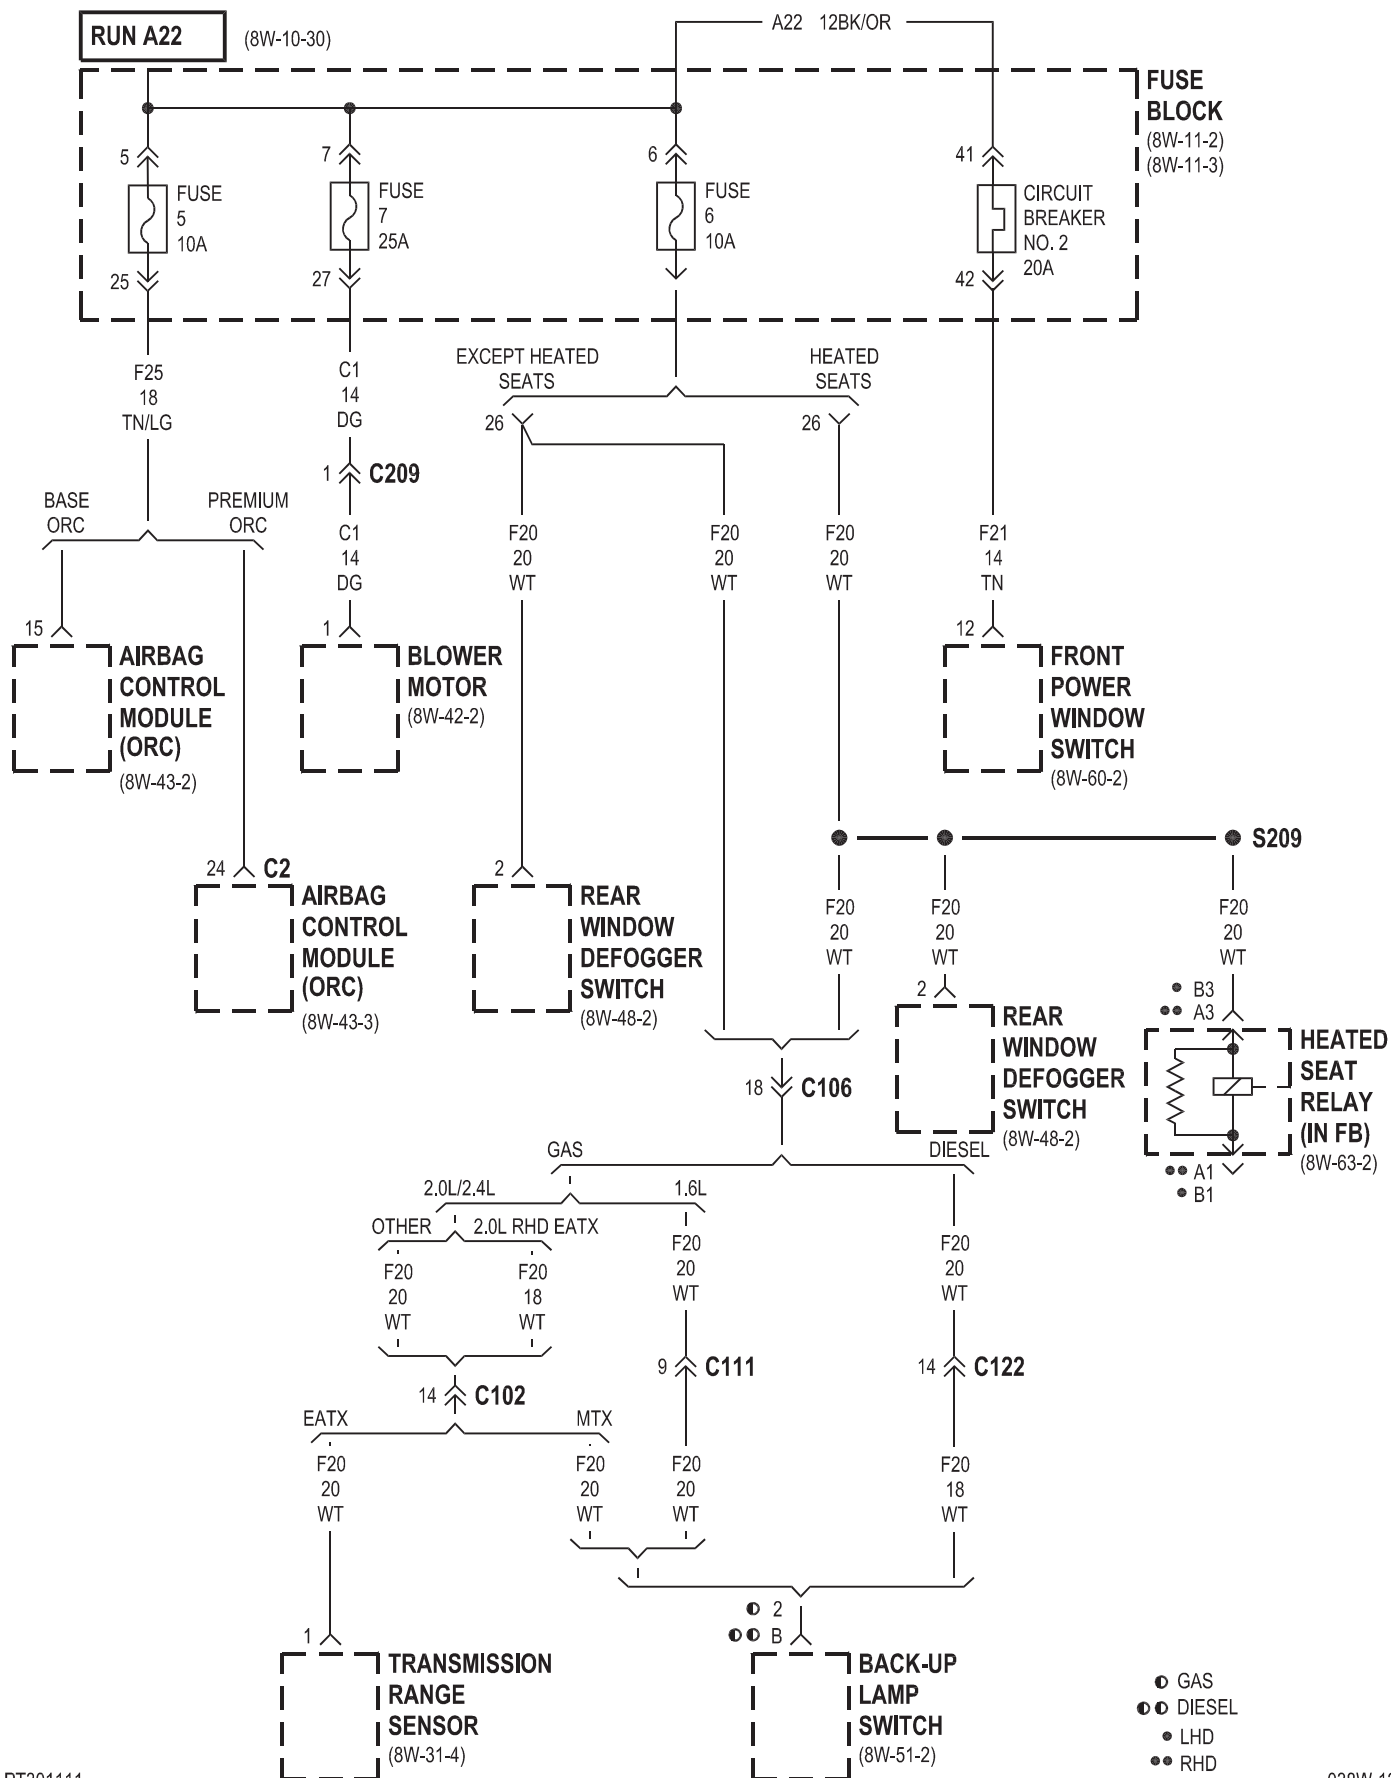 RUN A22
(8W-10-30)
A22 12BK/OR
FUSE
BLOCK
(8W-11-2)
(8W-11-3)
5
7
6
41
FUSE
5
10A
FUSE
7
25A
FUSE
6
10A
CIRCUIT
BREAKER
NO. 2
20A
25
27
42
F25
18
TN/LG
C1
14
DG
EXCEPT HEATED
SEATS
HEATED
SEATS
26
26
1
C209
BASE
ORC
PREMIUM
ORC
C1
14
DG
F20
20
WT
F20
20
WT
F20
20
WT
F21
14
TN
15
1
12
AIRBAG
CONTROL
MODULE
(ORC)
(8W-43-2)
BLOWER
MOTOR
(8W-42-2)
FRONT
POWER
WINDOW
SWITCH
(8W-60-2)
S209
24
C2
2
AIRBAG
CONTROL
MODULE
(ORC)
(8W-43-3)
REAR
WINDOW
DEFOGGER
SWITCH
(8W-48-2)
F20
20
WT
F20
20
WT
F20
20
WT
2
B3
A3
REAR
WINDOW
DEFOGGER
SWITCH
(8W-48-2)
HEATED
SEAT
RELAY
(IN FB)
(8W-63-2)
A1
B1
18
C106
GAS
DIESEL
2.0L/2.4L
1.6L
OTHER
2.0L RHD EATX
F20
20
WT
F20
18
WT
F20
20
WT
F20
20
WT
9
C111
14
C122
14
C102
EATX
MTX
F20
20
WT
F20
20
WT
F20
20
WT
F20
18
WT
2
B
1
TRANSMISSION
RANGE
SENSOR
(8W-31-4)
BACK-UP
LAMP
SWITCH
(8W-51-2)
GAS
DIESEL
LHD
RHD